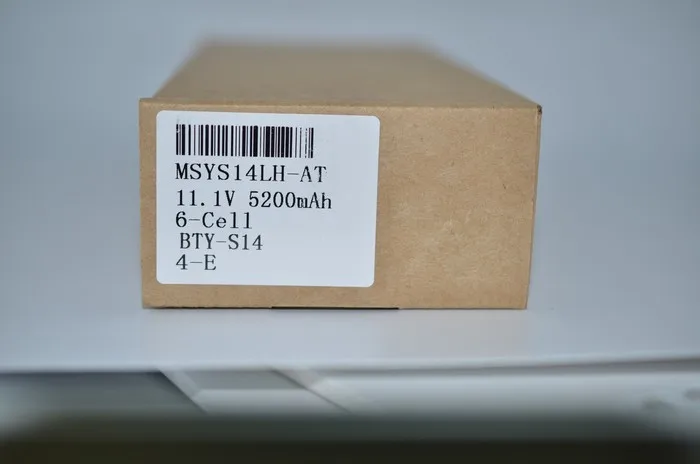 MSYS14LH-AT
11.1V 5200mAh
6-Cell
BTY-S14
4-E